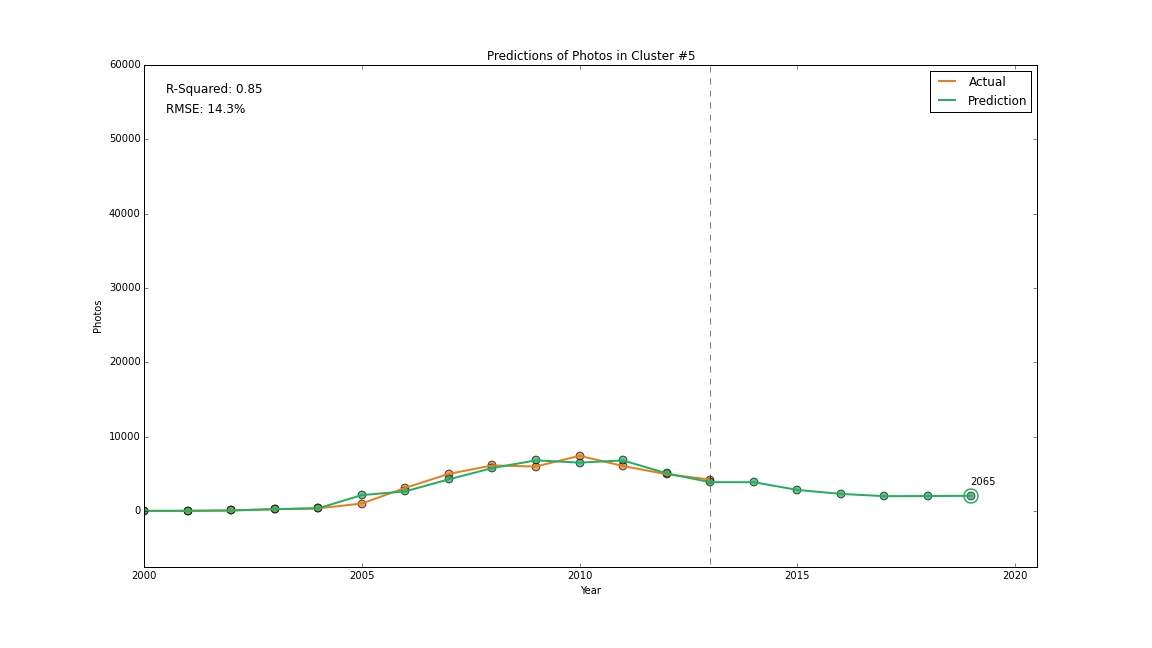 Predictions of Photos in Cluster #5
60000
50000
40000
30000
20000
10000
0
Photos
R-Squared: 0.85
RMSE: 14.3%
Actual
Prediction
2065
2000
2005
2010
2015
2020
Year